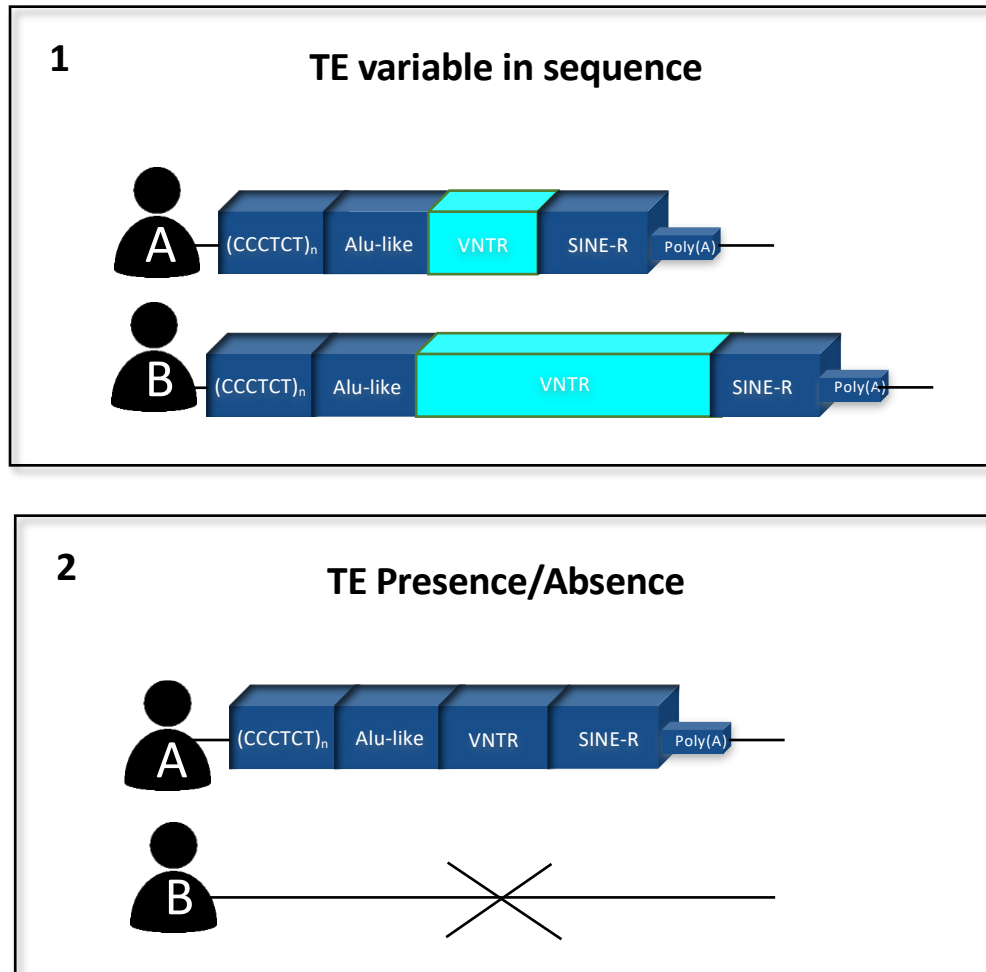 1
TE variable in sequence
A (CCCTCT)n Alu-like VNTR SINE-R Poly(A)
B (CCCTCT)n Alu-like VNTR SINE-R Poly(A)
2
TE Presence/Absence
A (CCCTCT)n Alu-like VNTR SINE-R Poly(A)
B